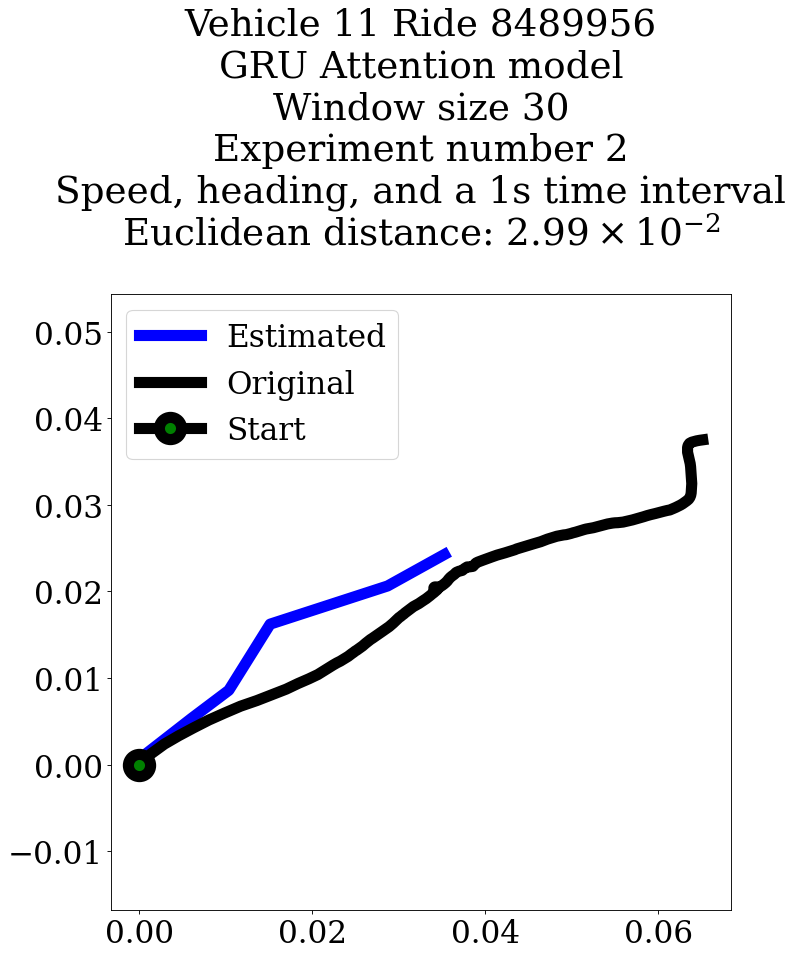 Vehicle 11 Ride 8489956
GRU Attention model
Window size 30
Experiment number 2
Speed, heading, and a 1s time interval
Euclidean distance: 2.99 × 10⁻²
Estimated
Original
Start
0.05
0.04
0.03
0.02
0.01
0.00
−0.01
0.00 0.02 0.04 0.06